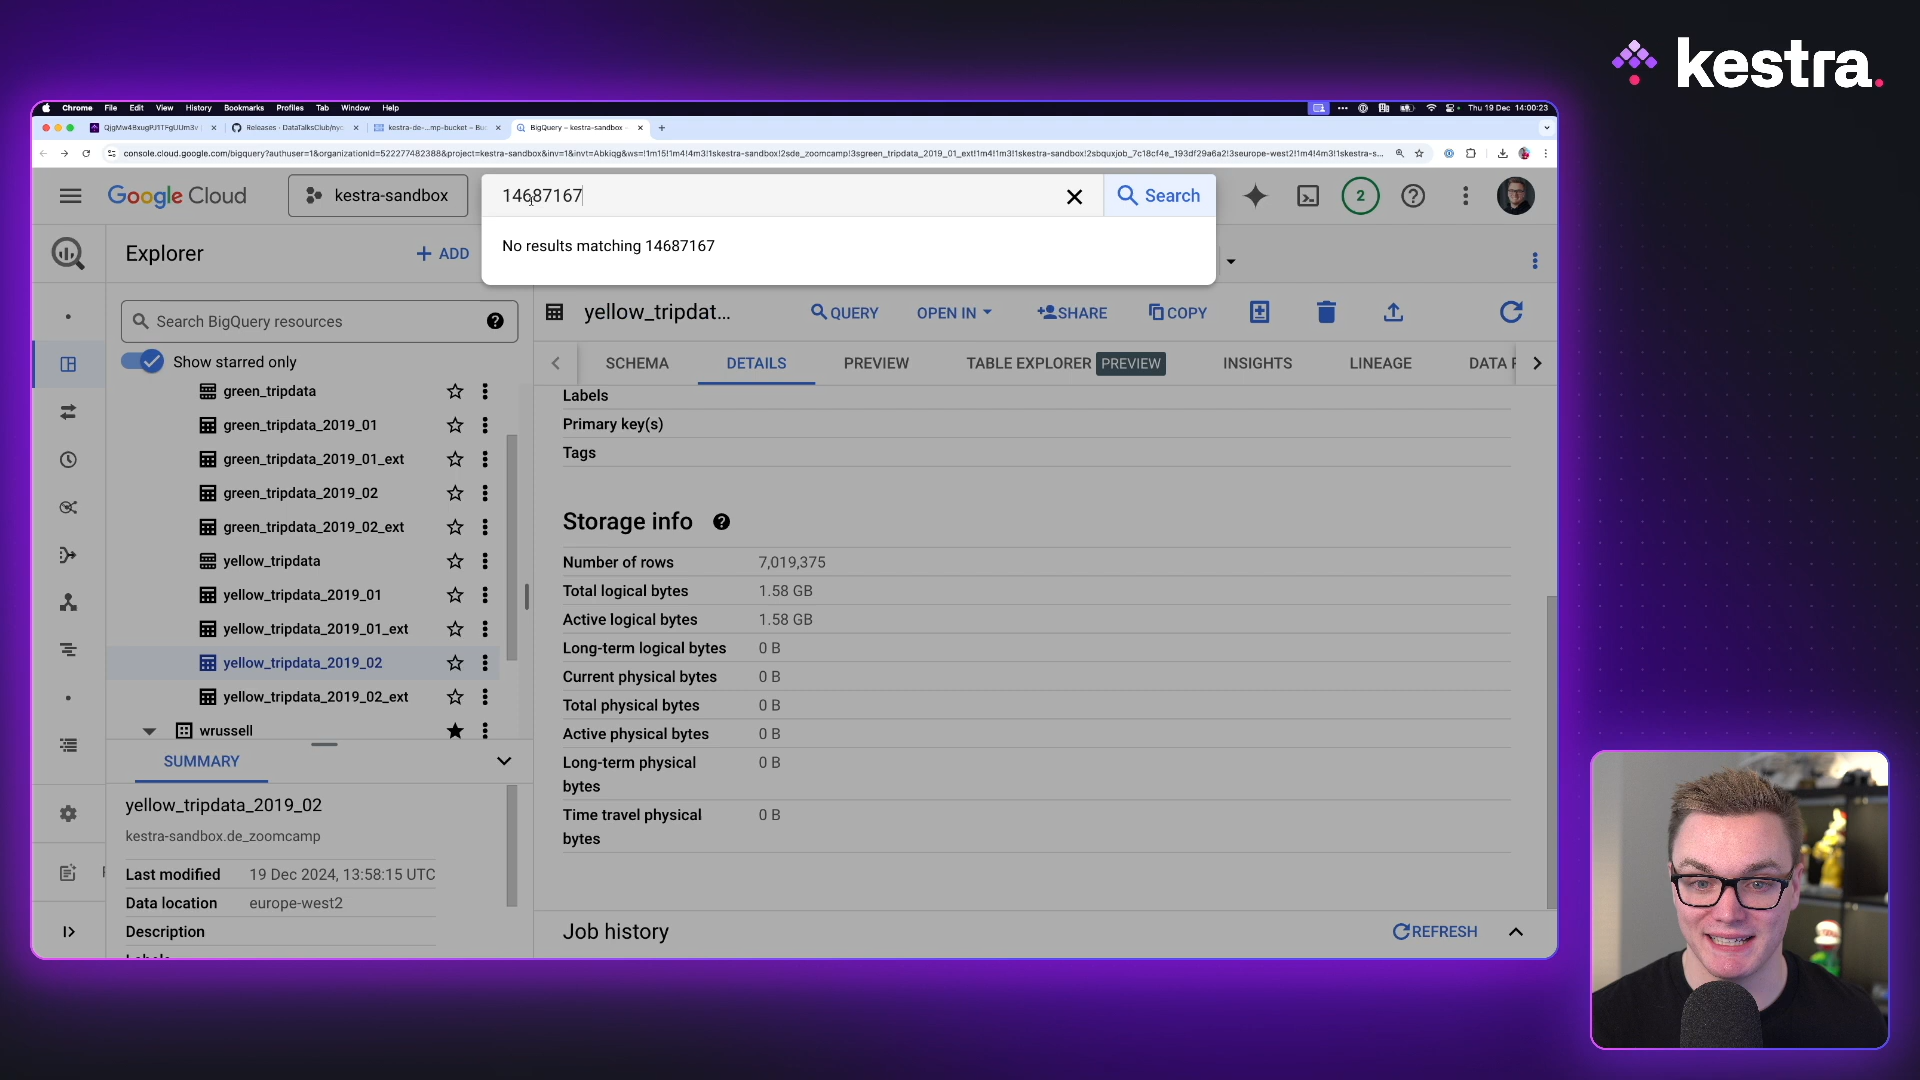 kestra.
Chrome File Edit View History Bookmarks Profiles Tab Window Help
Thu 19 Dec 14:00:23
Releases · DataTalksClub/nyc
kestra-de-...mp-bucket – Buc
BigQuery – kestra-sandbox
Google Cloud
kestra-sandbox
14687167
Search
2
No results matching 14687167
Explorer
ADD
Search BigQuery resources
Show starred only
green_tripdata
green_tripdata_2019_01
green_tripdata_2019_01_ext
green_tripdata_2019_02
green_tripdata_2019_02_ext
yellow_tripdata
yellow_tripdata_2019_01
yellow_tripdata_2019_01_ext
yellow_tripdata_2019_02
yellow_tripdata_2019_02_ext
wrussell
SUMMARY
yellow_tripdata_2019_02
kestra-sandbox.de_zoomcamp
Last modified 19 Dec 2024, 13:58:15 UTC
Data location europe-west2
Description
yellow_tripdat...
QUERY
OPEN IN
SHARE
COPY
SCHEMA DETAILS PREVIEW TABLE EXPLORER PREVIEW INSIGHTS LINEAGE DATA
Labels
Primary key(s)
Tags
Storage info
Number of rows 7,019,375
Total logical bytes 1.58 GB
Active logical bytes 1.58 GB
Long-term logical bytes 0 B
Current physical bytes 0 B
Total physical bytes 0 B
Active physical bytes 0 B
Long-term physical bytes 0 B
Time travel physical bytes 0 B
Job history
REFRESH